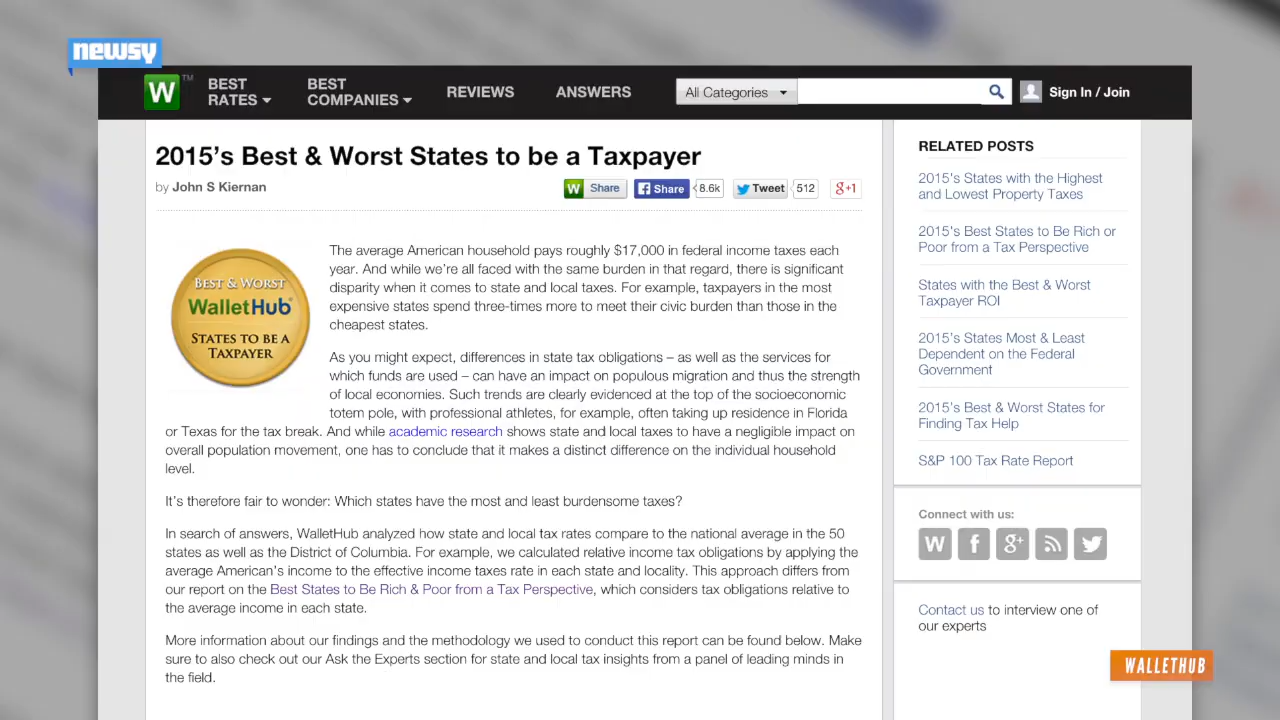 newsy
W™
BEST
RATES
BEST
COMPANIES
REVIEWS
ANSWERS
All Categories
Sign In / Join
2015's Best & Worst States to be a Taxpayer
by John S Kiernan
W Share
f Share
8.6k
Tweet
512
g+1
BEST & WORST
WalletHub®
STATES TO BE A
TAXPAYER
The average American household pays roughly $17,000 in federal income taxes each
year. And while we're all faced with the same burden in that regard, there is significant
disparity when it comes to state and local taxes. For example, taxpayers in the most
expensive states spend three-times more to meet their civic burden than those in the
cheapest states.
As you might expect, differences in state tax obligations – as well as the services for
which funds are used – can have an impact on populous migration and thus the strength
of local economies. Such trends are clearly evidenced at the top of the socioeconomic
totem pole, with professional athletes, for example, often taking up residence in Florida
or Texas for the tax break. And while academic research shows state and local taxes to have a negligible impact on
overall population movement, one has to conclude that it makes a distinct difference on the individual household
level.
It's therefore fair to wonder: Which states have the most and least burdensome taxes?
In search of answers, WalletHub analyzed how state and local tax rates compare to the national average in the 50
states as well as the District of Columbia. For example, we calculated relative income tax obligations by applying the
average American's income to the effective income taxes rate in each state and locality. This approach differs from
our report on the Best States to Be Rich & Poor from a Tax Perspective, which considers tax obligations relative to
the average income in each state.
More information about our findings and the methodology we used to conduct this report can be found below. Make
sure to also check out our Ask the Experts section for state and local tax insights from a panel of leading minds in
the field.
RELATED POSTS
2015's States with the Highest
and Lowest Property Taxes
2015's Best States to Be Rich or
Poor from a Tax Perspective
States with the Best & Worst
Taxpayer ROI
2015's States Most & Least
Dependent on the Federal
Government
2015's Best & Worst States for
Finding Tax Help
S&P 100 Tax Rate Report
Connect with us:
W f g+
Contact us to interview one of
our experts
WALLETHUB